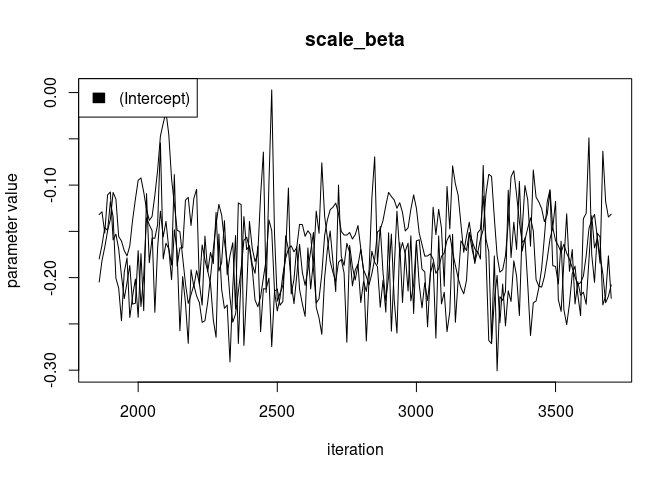 scale_beta
(Intercept)
parameter value
0.00
-0.10
-0.20
-0.30
2000 2500 3000 3500
iteration